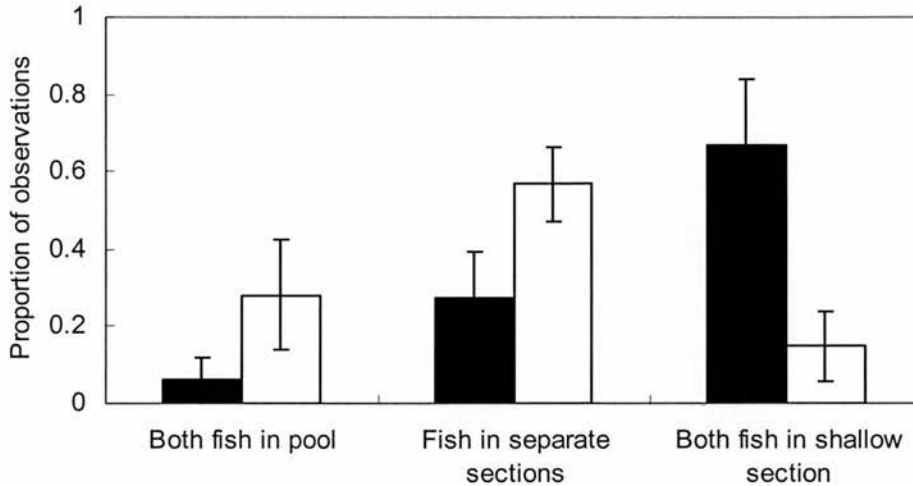 Proportion of observations
1
0.8
0.6
0.4
0.2
0
Both fish in pool
Fish in separate
sections
Both fish in shallow
section